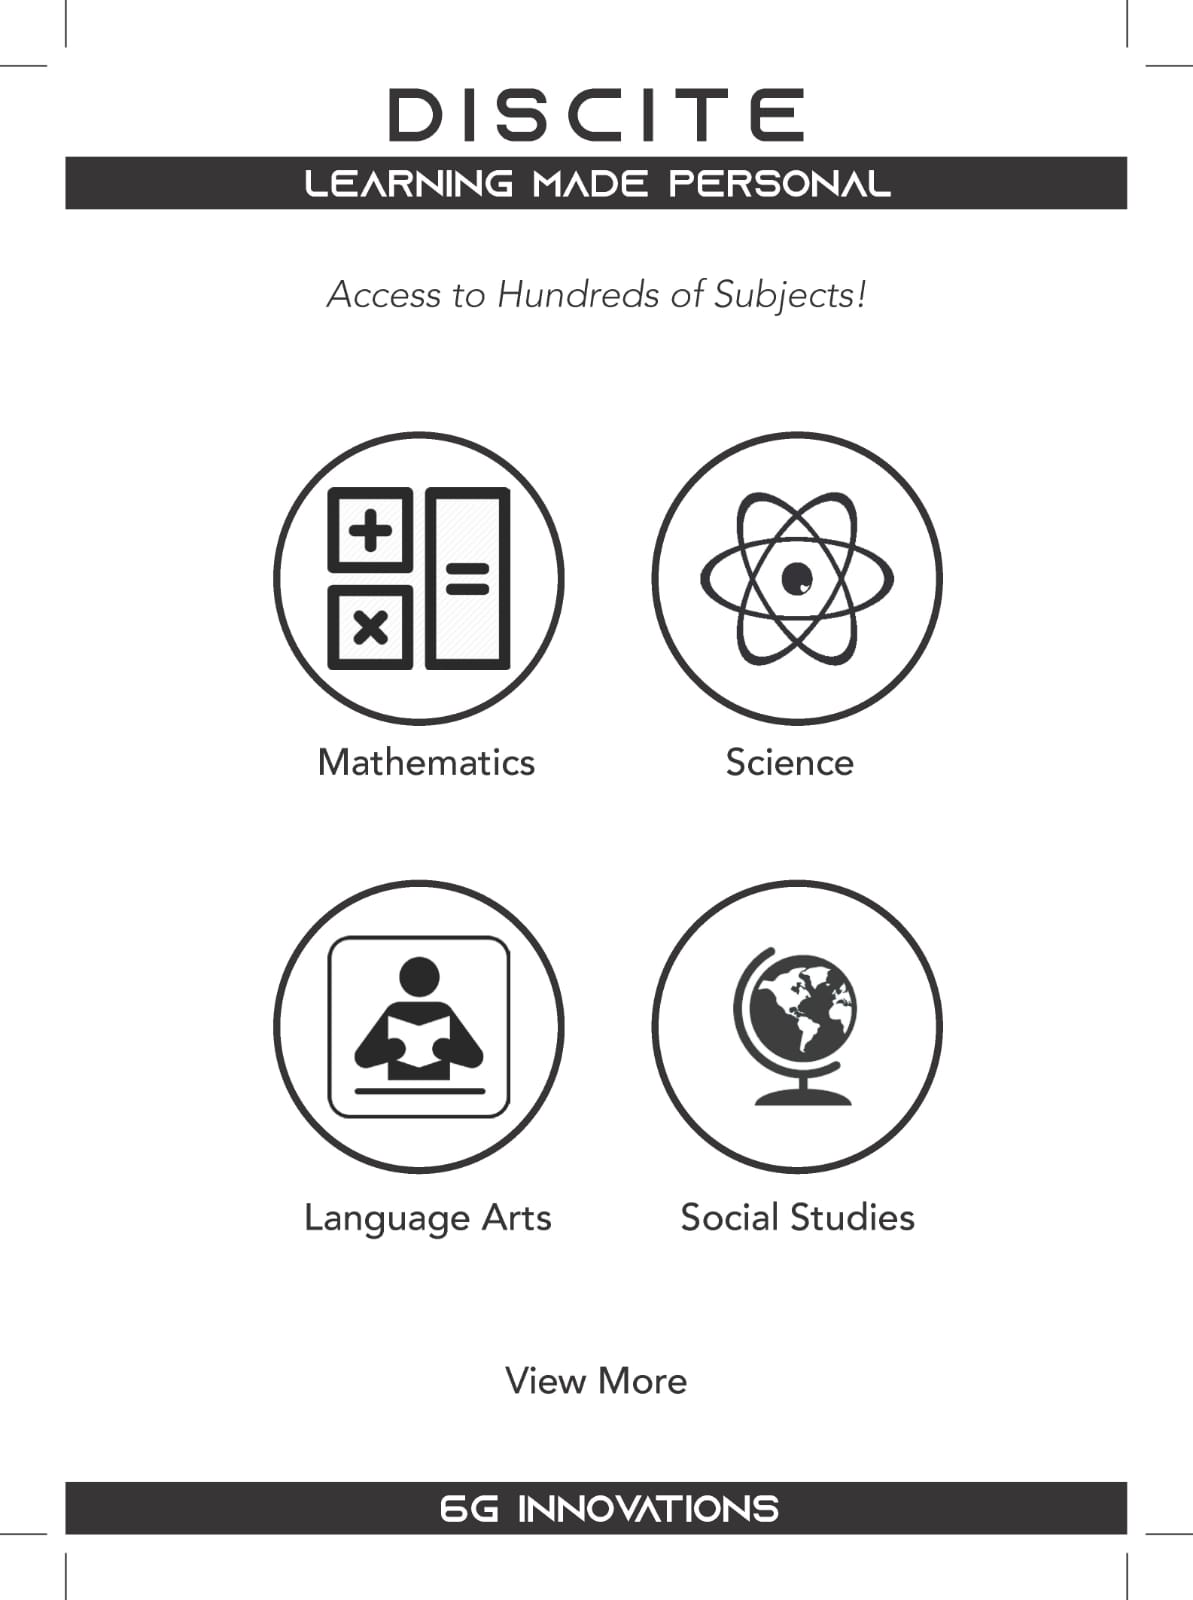 DISCITE
LEARNING MADE PERSONAL
Access to Hundreds of Subjects!
Mathematics
Science
Language Arts
Social Studies
View More
6G INNOVATIONS